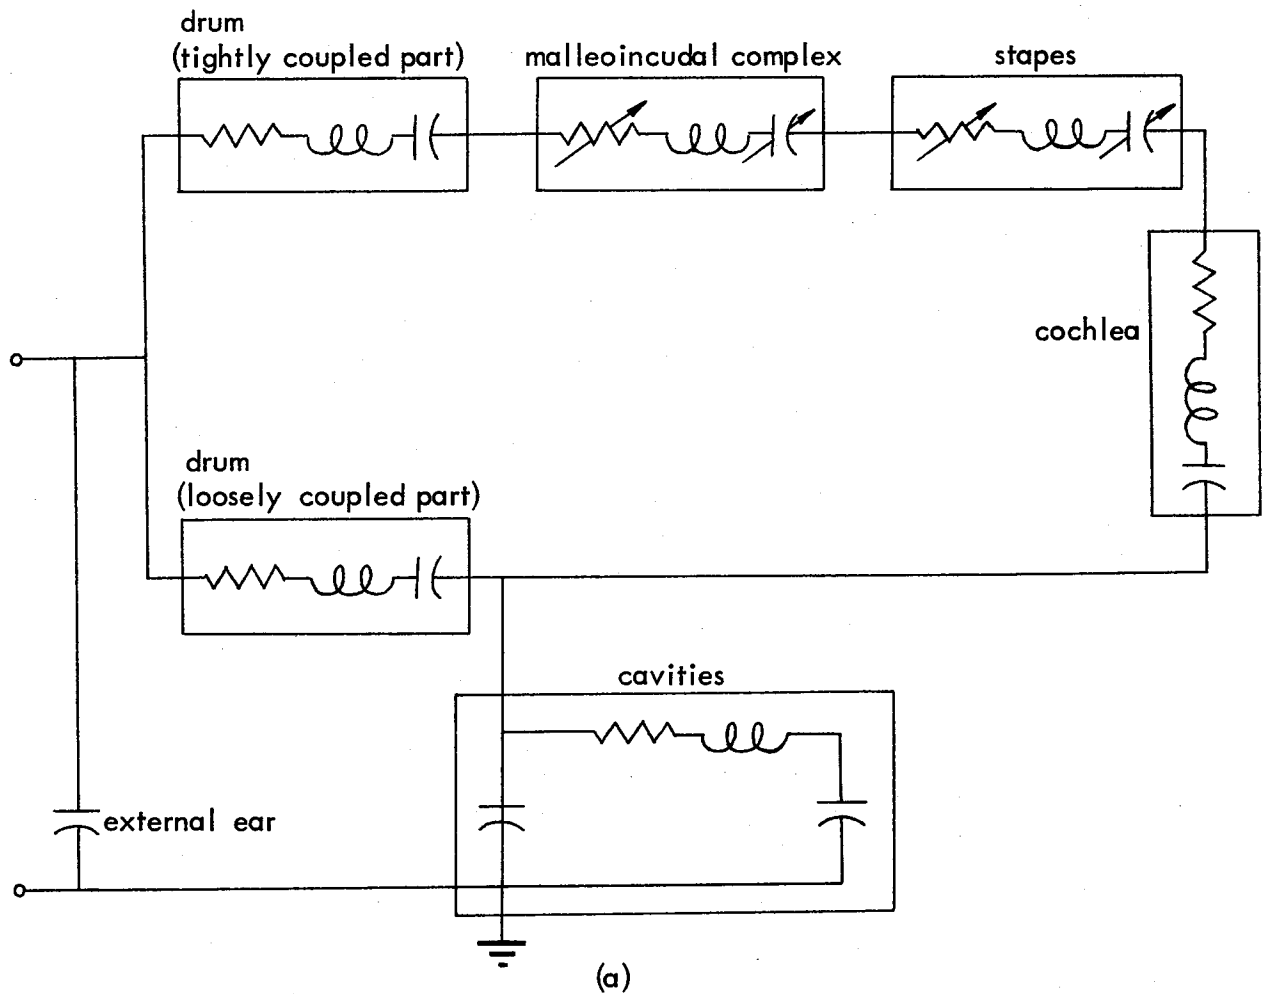 drum
(tightly coupled part)
malleoincudal complex
stapes
cochlea
drum
(loosely coupled part)
cavities
external ear
(a)